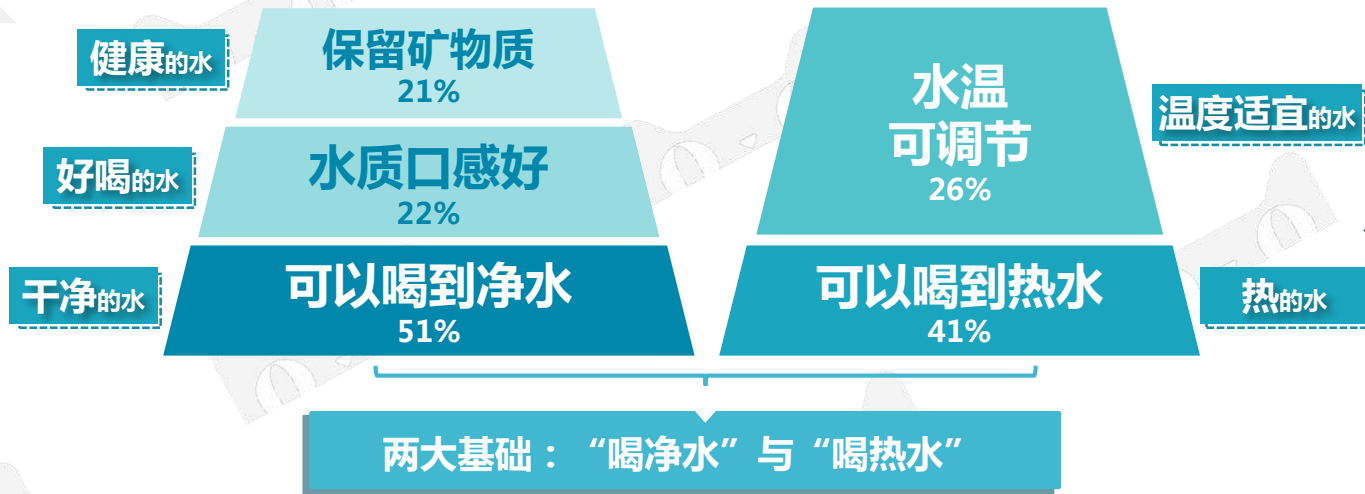 健康的水
保留矿物质
21%
好喝的水
水质口感好
22%
干净的水
可以喝到净水
51%
水温
可调节
26%
温度适宜的水
可以喝到热水
41%
热的水
两大基础：“喝净水”与“喝热水”